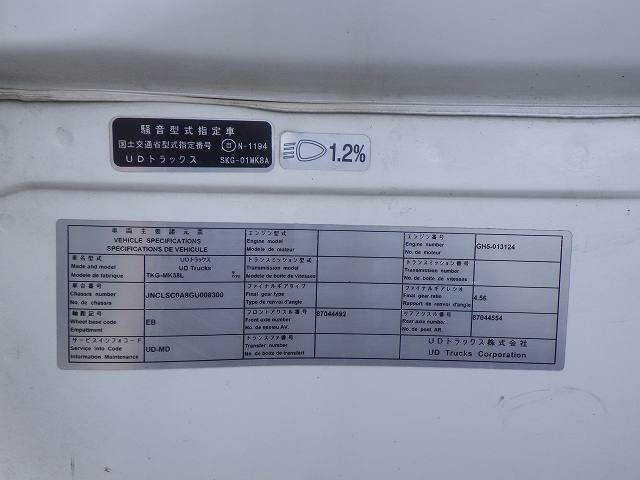 騒音型式指定車
国土交通省型式指定番号 自 N-1194
UDトラックス SKG-01MK8A
1.2%
車両主要諸元票
VEHICLE SPECIFICATIONS
SPECIFICATIONS DE VEHICULE
車名型式 UDトラックス
Made and model UD Trucks
Modele de fabrique TKG-MK38L
車台番号
Chassis number
No. de chassis
JNCLSC0A8GU008300
軸距記号
Wheel base code
Empattment
EB
サービスインフォコード
Service Info Code
Information Maintenance
UD-MD
エンジン型式
Engine model
Modele de moteur
トランスミッション型式
Transmission model
Modele de boite de vitesses
ファイナルギアタイプ
Final gear type
Type de renvoi d'angle
フロントアクスル番号
Front axle number
No. de essieu AV.
87044492
トランスファ番号
Transfer number
No. de boite de transfert
エンジン番号
Engine number
No. de moteur
GH5-013124
トランスミッション番号
Transmission number
No. de boite de vitesses
ファイナルギアレシオ
Final gear ratio
Rapport de renvoi d'angle
4.56
リアアクスル番号
Rear axle number
No. de pont AR.
87044554
UDトラックス株式会社
UD Trucks Corporation